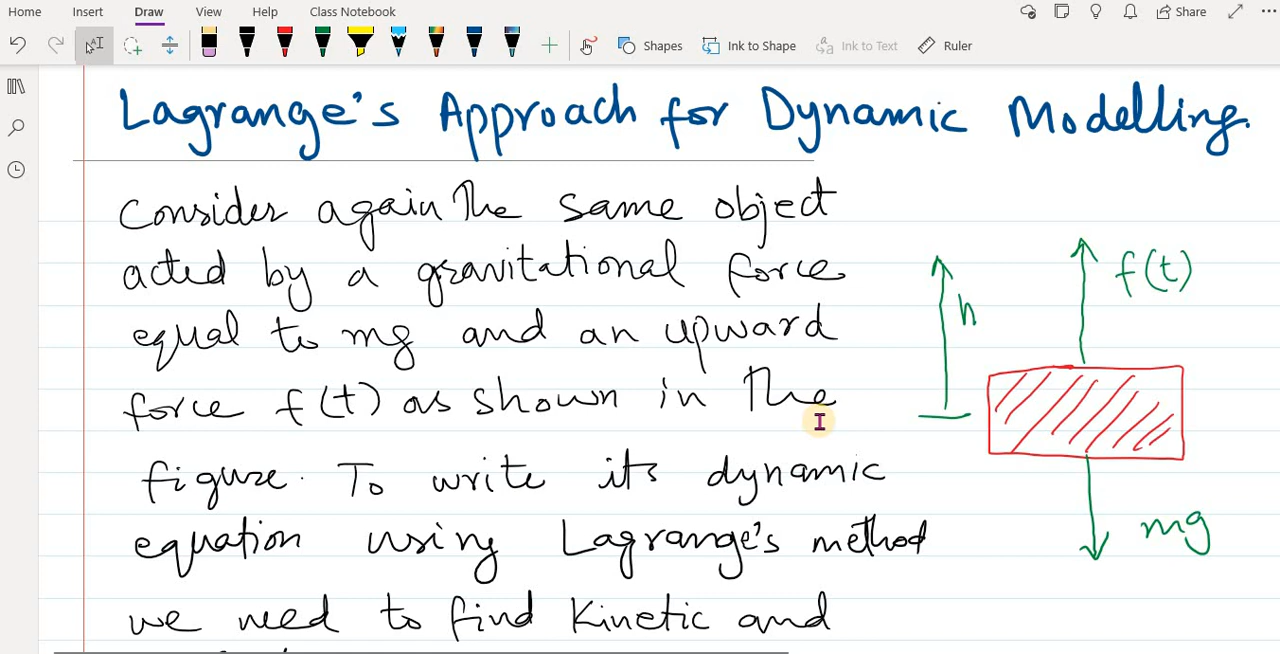 Home Insert Draw View Help Class Notebook Share
Shapes Ink to Shape Ink to Text Ruler
Lagrange's Approach for Dynamic Modelling.
Consider again the same object
acted by a gravitational force
equal to mg and an upward
force f(t) as shown in the
figure. To write its dynamic
equation using Lagrange's method
we need to find Kinetic and
f(t)
h
mg